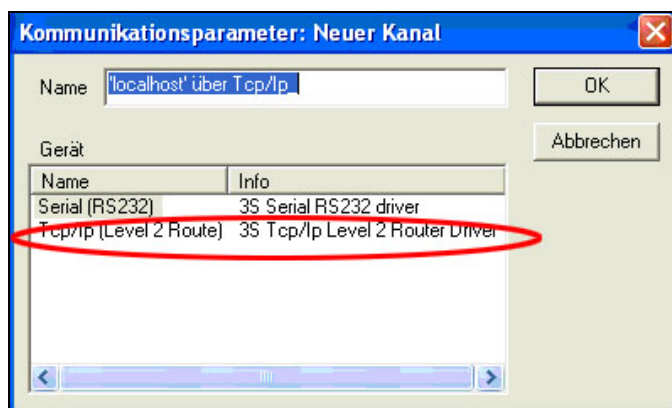 Kommunikationsparameter: Neuer Kanal
Name 'localhost' über Tcp/Ip_
OK
Abbrechen
Gerät
Name Info
Serial (RS232) 3S Serial RS232 driver
Tcp/Ip (Level 2 Route) 3S Tcp/Ip Level 2 Router Driver